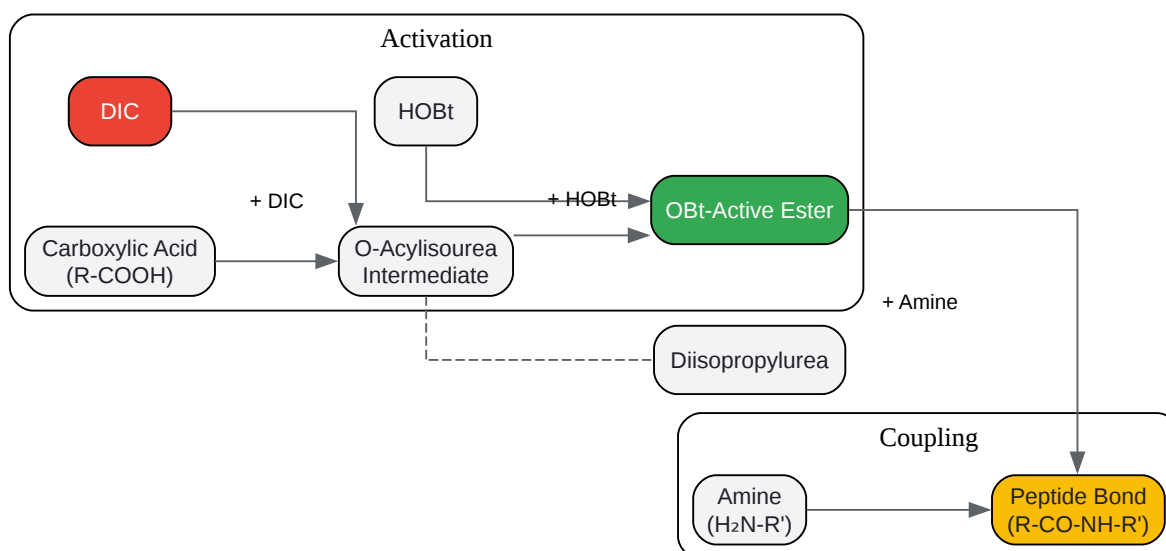 Activation
DIC
HOBt
+ DIC
+ HOBt
OBt-Active Ester
Carboxylic Acid
(R-COOH)
O-Acylisourea
Intermediate
+ Amine
Diisopropylurea
Coupling
Amine
(H₂N-R')
Peptide Bond
(R-CO-NH-R')